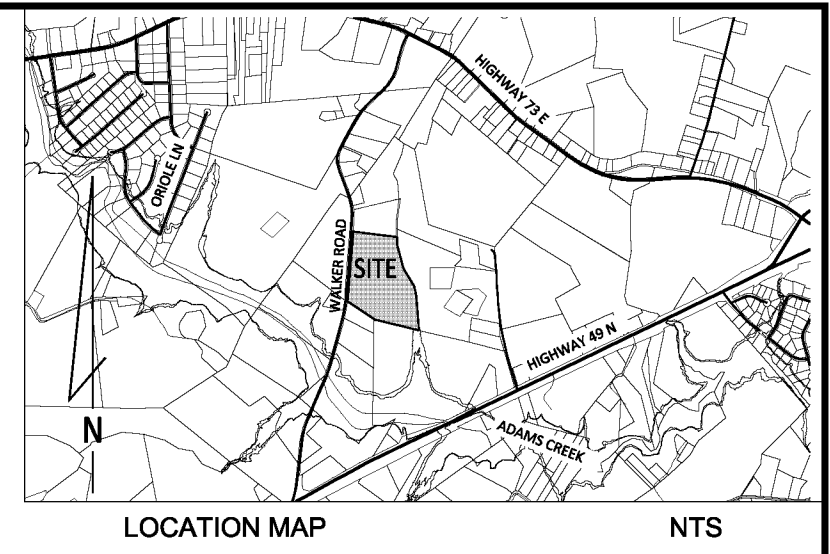 HIGHWAY 73 E
ORIOLE LN
WALKER ROAD
SITE
HIGHWAY 49 N
ADAMS CREEK
N
LOCATION MAP NTS